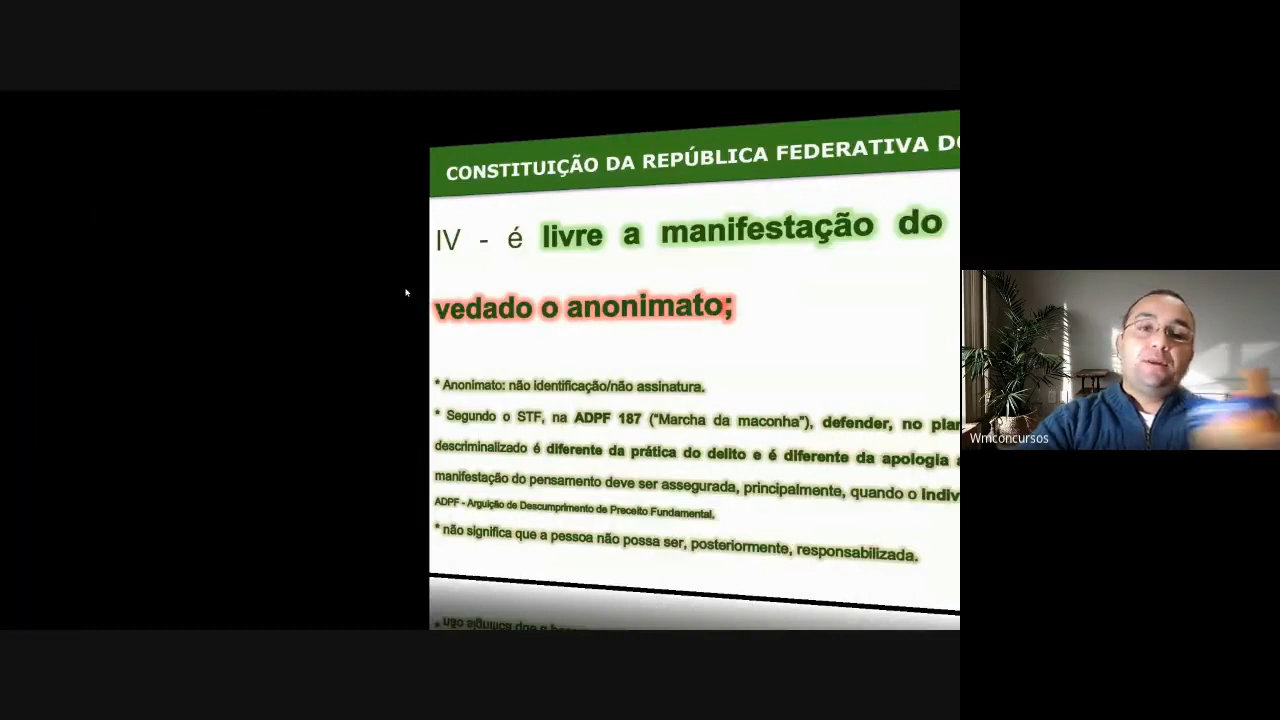 CONSTITUIÇÃO DA REPÚBLICA FEDERATIVA
IV - é livre a manifestação do
vedado o anonimato;
* Anonimato: não identificação/não assinatura.
* Segundo o STF, na ADPF 187 (“Marcha da maconha”), defender, no
descriminalizado é diferente da prática do delito e é diferente da apologia
manifestação do pensamento deve ser assegurada, principalmente, quando o
ADPF - Arguição de Descumprimento de Preceito Fundamental.
* não significa que a pessoa não possa ser, posteriormente, responsabilizada.
Wmconcursos